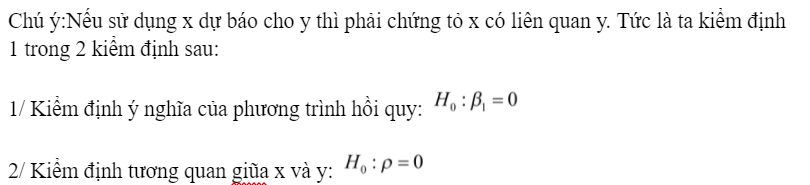 Chú ý:Nếu sử dụng x dự báo cho y thì phải chứng tỏ x có liên quan y. Tức là ta kiểm định
1 trong 2 kiểm định sau:
1/ Kiểm định ý nghĩa của phương trình hồi quy: H₀ : β₁ = 0
2/ Kiểm định tương quan giữa x và y: H₀ : ρ = 0